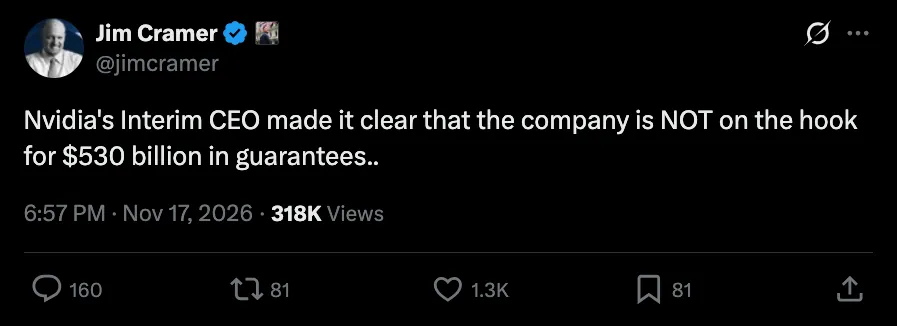 Jim Cramer
@jimcramer
Nvidia's Interim CEO made it clear that the company is NOT on the hook
for $530 billion in guarantees..
6:57 PM · Nov 17, 2026 · 318K Views
160 81 1.3K 81